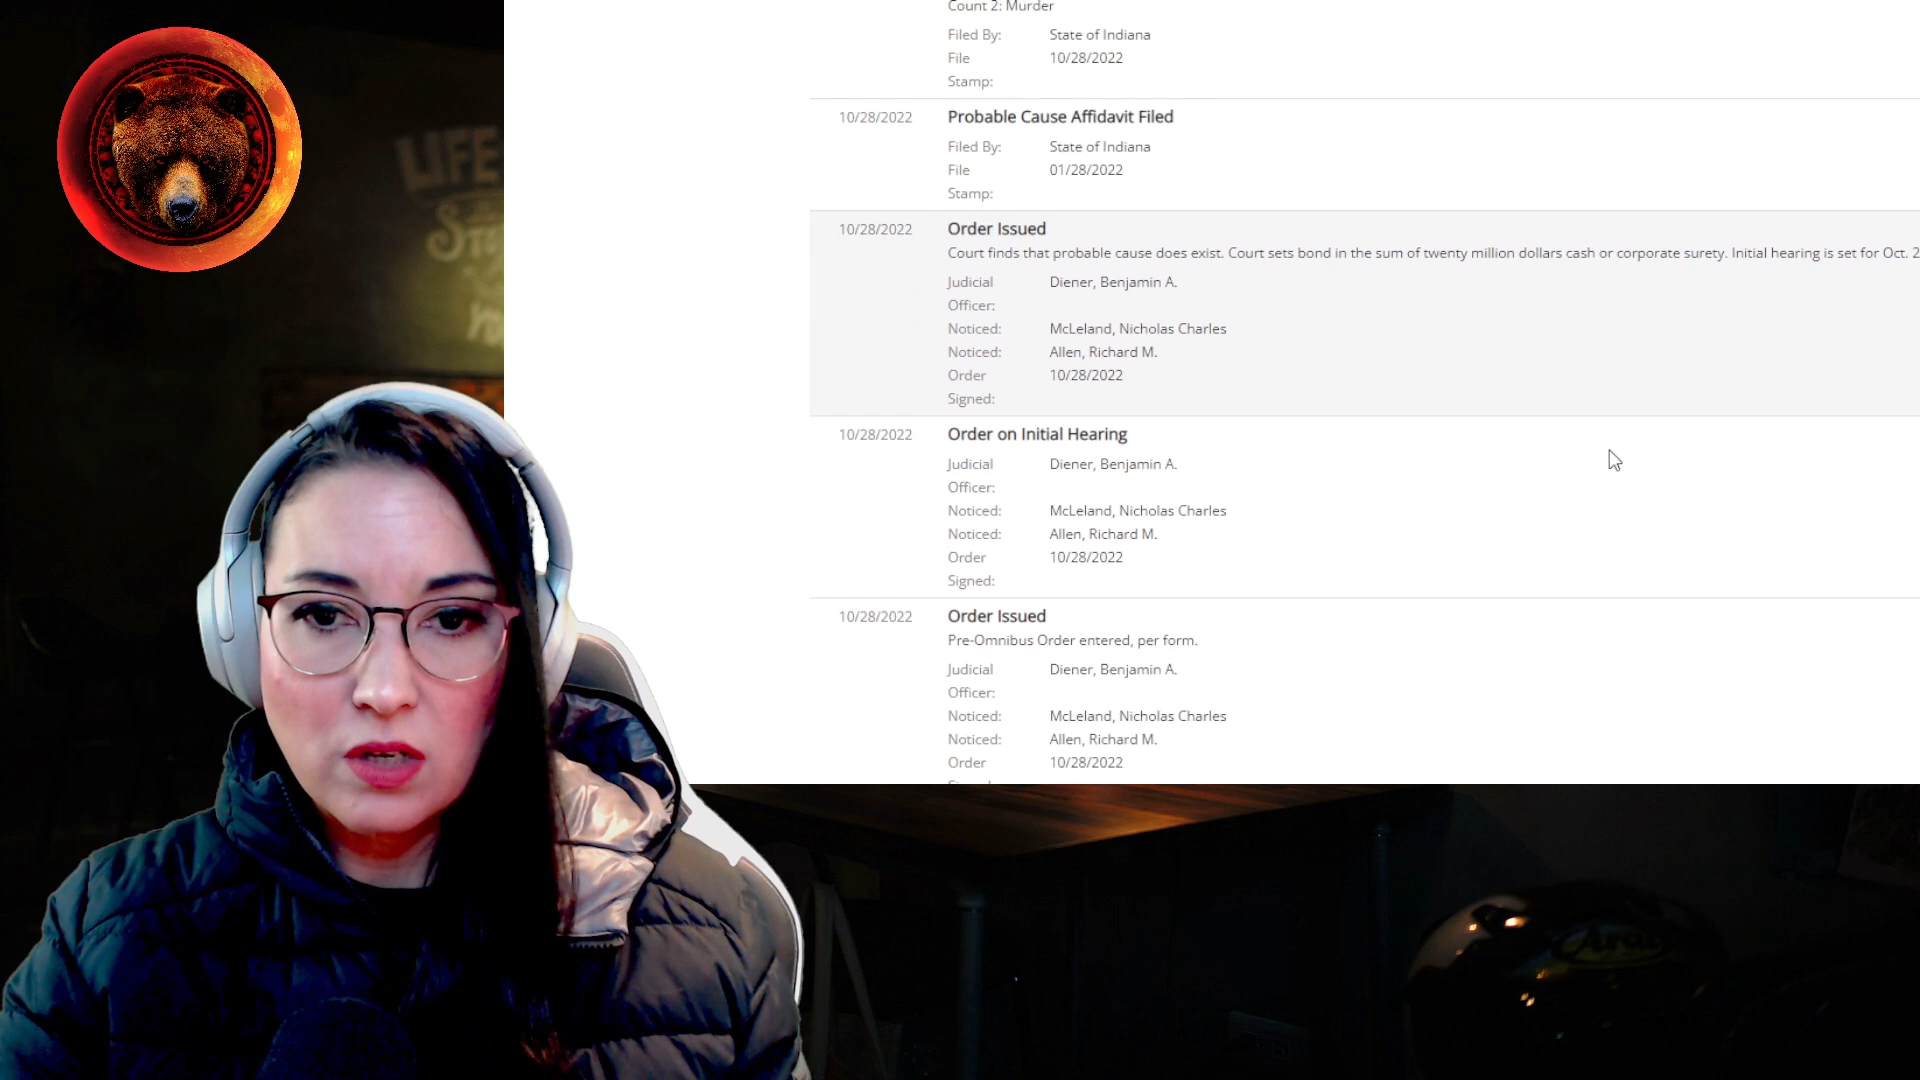 Count 2: Murder
Filed By: State of Indiana
File 10/28/2022
Stamp:
10/28/2022 Probable Cause Affidavit Filed
Filed By: State of Indiana
File 01/28/2022
Stamp:
10/28/2022 Order Issued
Court finds that probable cause does exist. Court sets bond in the sum of twenty million dollars cash or corporate surety. Initial hearing is set for Oct. 2
Judicial Diener, Benjamin A.
Officer:
Noticed: McLeland, Nicholas Charles
Noticed: Allen, Richard M.
Order 10/28/2022
Signed:
10/28/2022 Order on Initial Hearing
Judicial Diener, Benjamin A.
Officer:
Noticed: McLeland, Nicholas Charles
Noticed: Allen, Richard M.
Order 10/28/2022
Signed:
10/28/2022 Order Issued
Pre-Omnibus Order entered, per form.
Judicial Diener, Benjamin A.
Officer:
Noticed: McLeland, Nicholas Charles
Noticed: Allen, Richard M.
Order 10/28/2022
LIFE